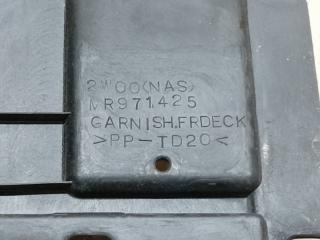 2W00(NAS)
MR971425
GARNISH,FRDECK
>PP-TD20<